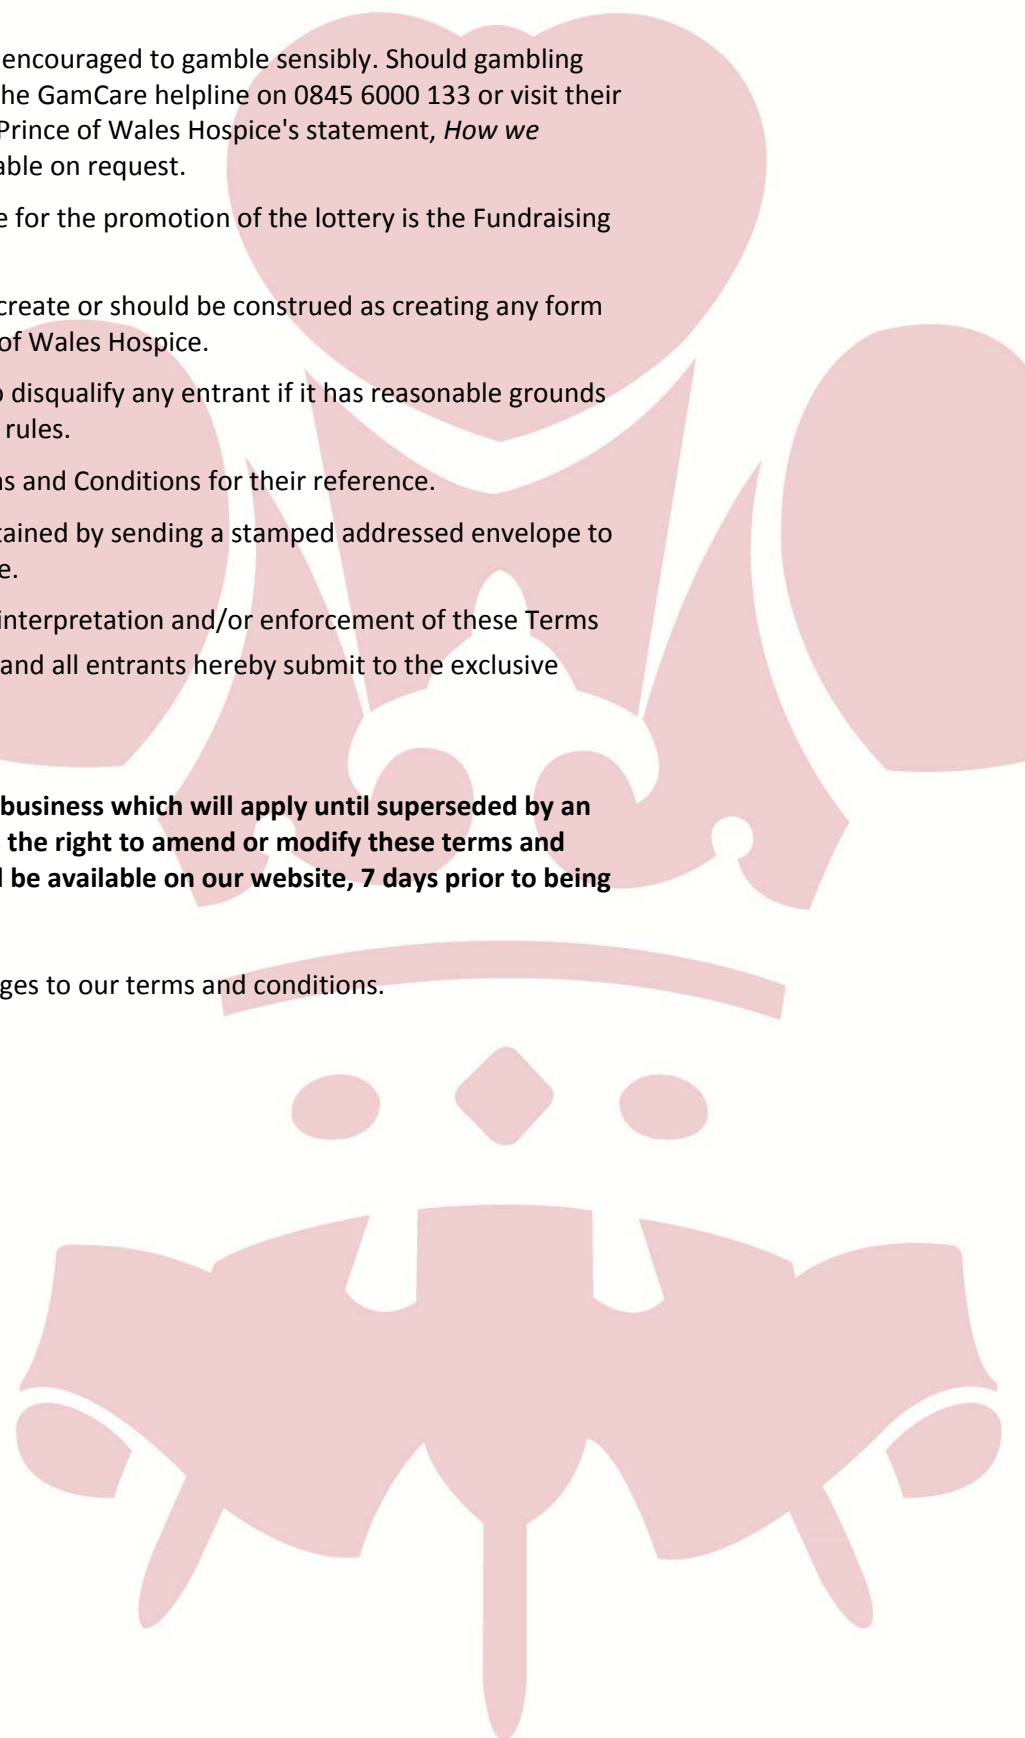 encouraged to gamble sensibly. Should gambling
he GamCare helpline on 0845 6000 133 or visit their
Prince of Wales Hospice's statement, How we
able on request.
e for the promotion of the lottery is the Fundraising
create or should be construed as creating any form
of Wales Hospice.
o disqualify any entrant if it has reasonable grounds
rules.
ns and Conditions for their reference.
tained by sending a stamped addressed envelope to
e.
interpretation and/or enforcement of these Terms
and all entrants hereby submit to the exclusive
business which will apply until superseded by an
s the right to amend or modify these terms and
l be available on our website, 7 days prior to being
ges to our terms and conditions.